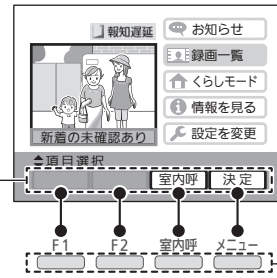 報知遅延
お知らせ
録画一覧
くらしモード
情報を見る
設定を変更
新着の未確認あり
項目選択
室内呼 決定
F1 F2 室内呼 メニュー